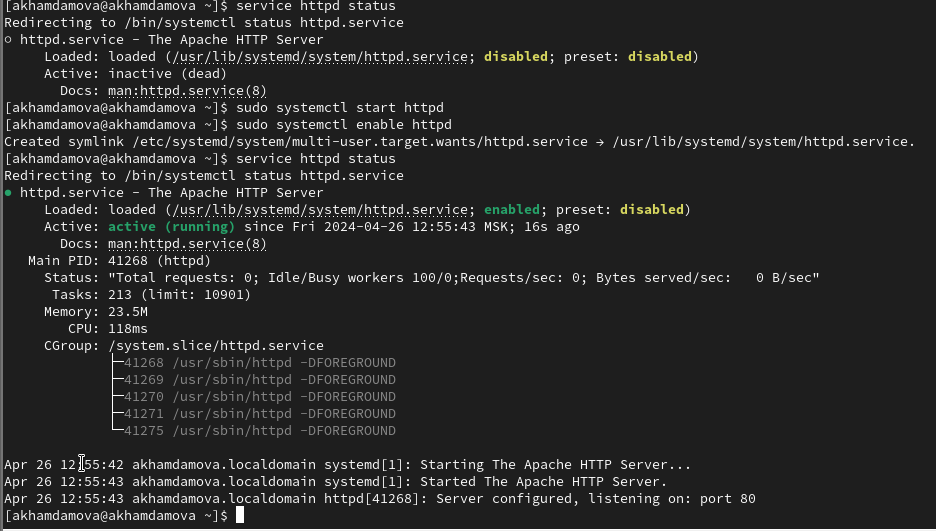 [akhamdamova@akhamdamova ~]$ service httpd status
Redirecting to /bin/systemctl status httpd.service
○ httpd.service - The Apache HTTP Server
     Loaded: loaded (/usr/lib/systemd/system/httpd.service; disabled; preset: disabled)
     Active: inactive (dead)
       Docs: man:httpd.service(8)
[akhamdamova@akhamdamova ~]$ sudo systemctl start httpd
[akhamdamova@akhamdamova ~]$ sudo systemctl enable httpd
Created symlink /etc/systemd/system/multi-user.target.wants/httpd.service → /usr/lib/systemd/system/httpd.service.
[akhamdamova@akhamdamova ~]$ service httpd status
Redirecting to /bin/systemctl status httpd.service
● httpd.service - The Apache HTTP Server
     Loaded: loaded (/usr/lib/systemd/system/httpd.service; enabled; preset: disabled)
     Active: active (running) since Fri 2024-04-26 12:55:43 MSK; 16s ago
       Docs: man:httpd.service(8)
   Main PID: 41268 (httpd)
     Status: "Total requests: 0; Idle/Busy workers 100/0;Requests/sec: 0; Bytes served/sec:   0 B/sec"
      Tasks: 213 (limit: 10901)
     Memory: 23.5M
        CPU: 118ms
     CGroup: /system.slice/httpd.service
             ├─41268 /usr/sbin/httpd -DFOREGROUND
             ├─41269 /usr/sbin/httpd -DFOREGROUND
             ├─41270 /usr/sbin/httpd -DFOREGROUND
             ├─41271 /usr/sbin/httpd -DFOREGROUND
             └─41275 /usr/sbin/httpd -DFOREGROUND
Apr 26 12:55:42 akhamdamova.localdomain systemd[1]: Starting The Apache HTTP Server...
Apr 26 12:55:43 akhamdamova.localdomain systemd[1]: Started The Apache HTTP Server.
Apr 26 12:55:43 akhamdamova.localdomain httpd[41268]: Server configured, listening on: port 80
[akhamdamova@akhamdamova ~]$